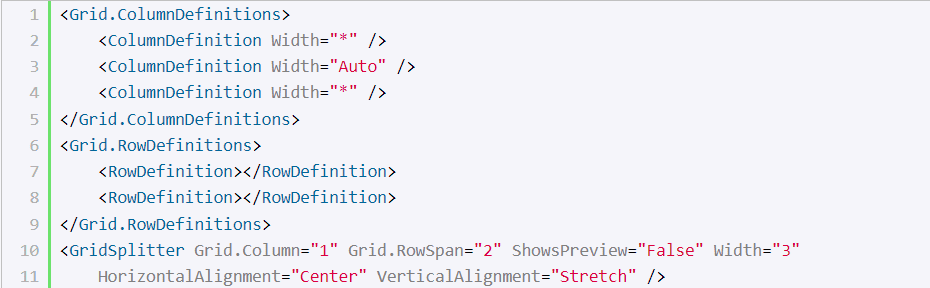 1 <Grid.ColumnDefinitions>
2     <ColumnDefinition Width="*" />
3     <ColumnDefinition Width="Auto" />
4     <ColumnDefinition Width="*" />
5 </Grid.ColumnDefinitions>
6 <Grid.RowDefinitions>
7     <RowDefinition></RowDefinition>
8     <RowDefinition></RowDefinition>
9 </Grid.RowDefinitions>
10 <GridSplitter Grid.Column="1" Grid.RowSpan="2" ShowsPreview="False" Width="3"
11     HorizontalAlignment="Center" VerticalAlignment="Stretch" />